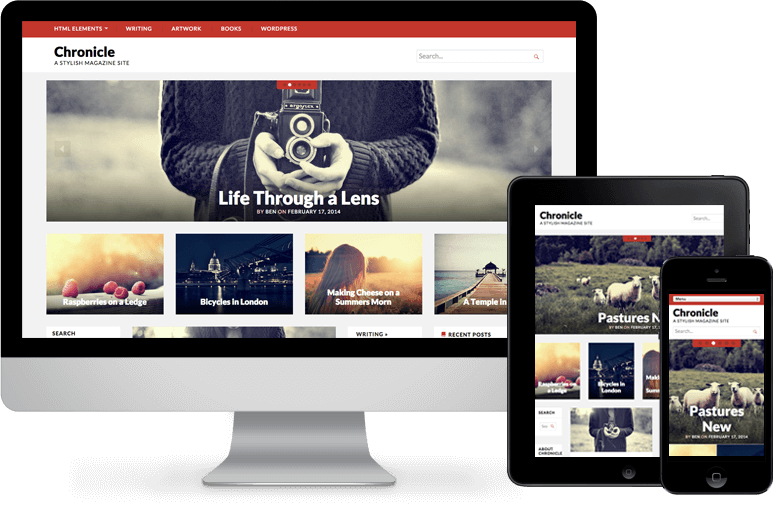 HTML ELEMENTS WRITING ARTWORK BOOKS WORDPRESS
Chronicle
A STYLISH MAGAZINE SITE
Search...
ARGOFLEX
Life Through a Lens
BY BEN ON FEBRUARY 17, 2014
Raspberries on a Ledge
Bicycles in London
Making Cheese on a
Summers Morn
A Temple in
SEARCH
WRITING
RECENT POSTS
Chronicle
A STYLISH MAGAZINE SITE
Search...
Pastures N
BY BEN ON FEBRUARY 17,
Raspberries on
a Ledge
Bicycles in
London
Making
Summe
SEARCH
ABOUT
CHRONICLE
Menu
Chronicle
A STYLISH MAGAZINE SITE
Search...
Pastures
New
BY BEN ON FEBRUARY 17, 2014